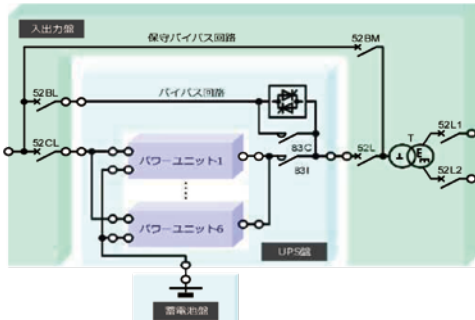 入出力盤
保守バイパス回路
52BM
52BL
バイパス回路
52CL
パワーユニット1
83C
83I
52L
T
52L1
52L2
パワーユニット6
UPS盤
蓄電池盤